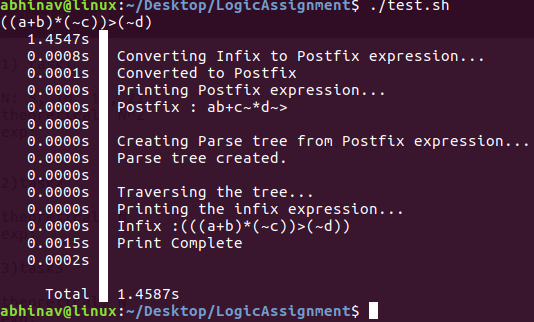 abhinav@linux:~/Desktop/LogicAssignment$ ./test.sh
((a+b)*(~c))>(~d)
1.4547s
0.0008s Converting Infix to Postfix expression...
0.0001s Converted to Postfix
0.0000s Printing Postfix expression...
0.0000s Postfix : ab+c~*d~>
0.0000s
0.0000s Creating Parse tree from Postfix expression...
0.0000s Parse tree created.
0.0000s
0.0000s Traversing the tree...
0.0000s Printing the infix expression...
0.0000s Infix :(((a+b)*(~c))>(~d))
0.0015s Print Complete
0.0002s
Total 1.4587s
abhinav@linux:~/Desktop/LogicAssignment$